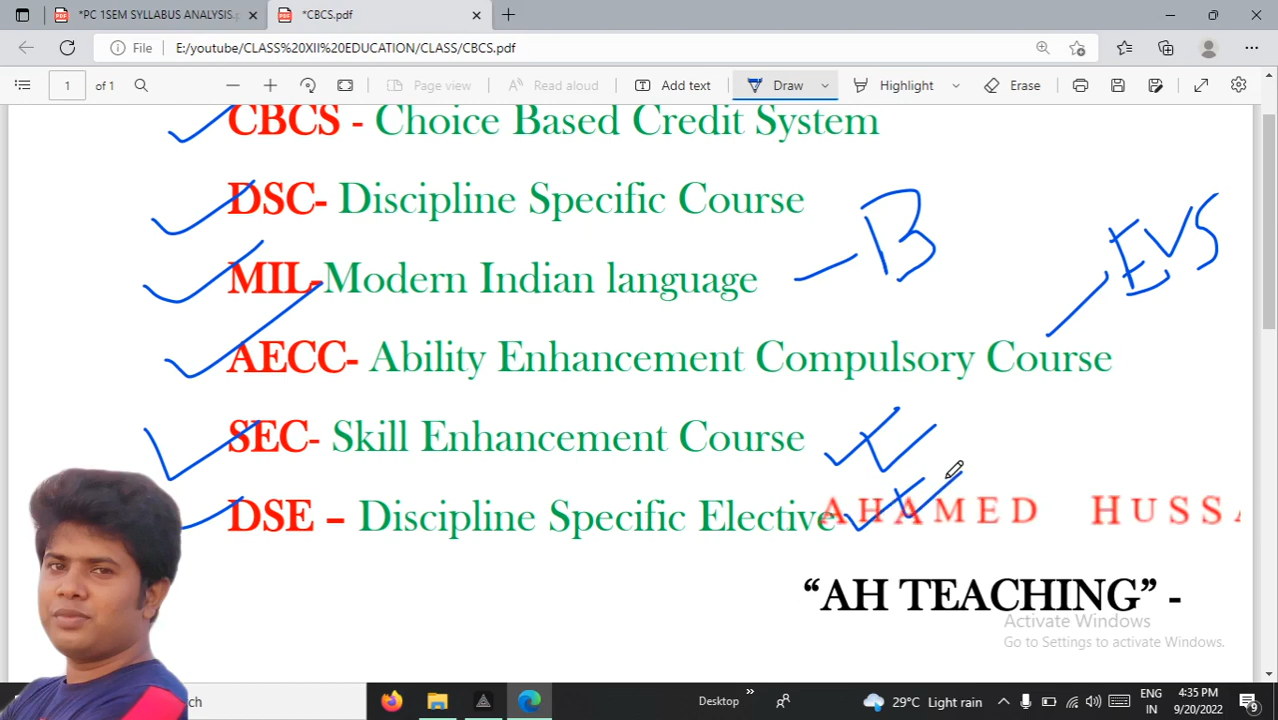 *PC 1SEM SYLLABUS ANALYSIS.p
*CBCS.pdf
File E:/youtube/CLASS%20XII%20EDUCATION/CLASS/CBCS.pdf
1 of 1 Page view Read aloud Add text Draw Highlight Erase
CBCS - Choice Based Credit System
DSC- Discipline Specific Course
B
EVS
MIL-Modern Indian language
AECC- Ability Enhancement Compulsory Course
SEC- Skill Enhancement Course
DSE – Discipline Specific Elective
AHAMED HUSSA
“AH TEACHING” -
Activate Windows
Go to Settings to activate Windows.
Desktop
29°C Light rain
ENG
IN
4:35 PM
9/20/2022
9